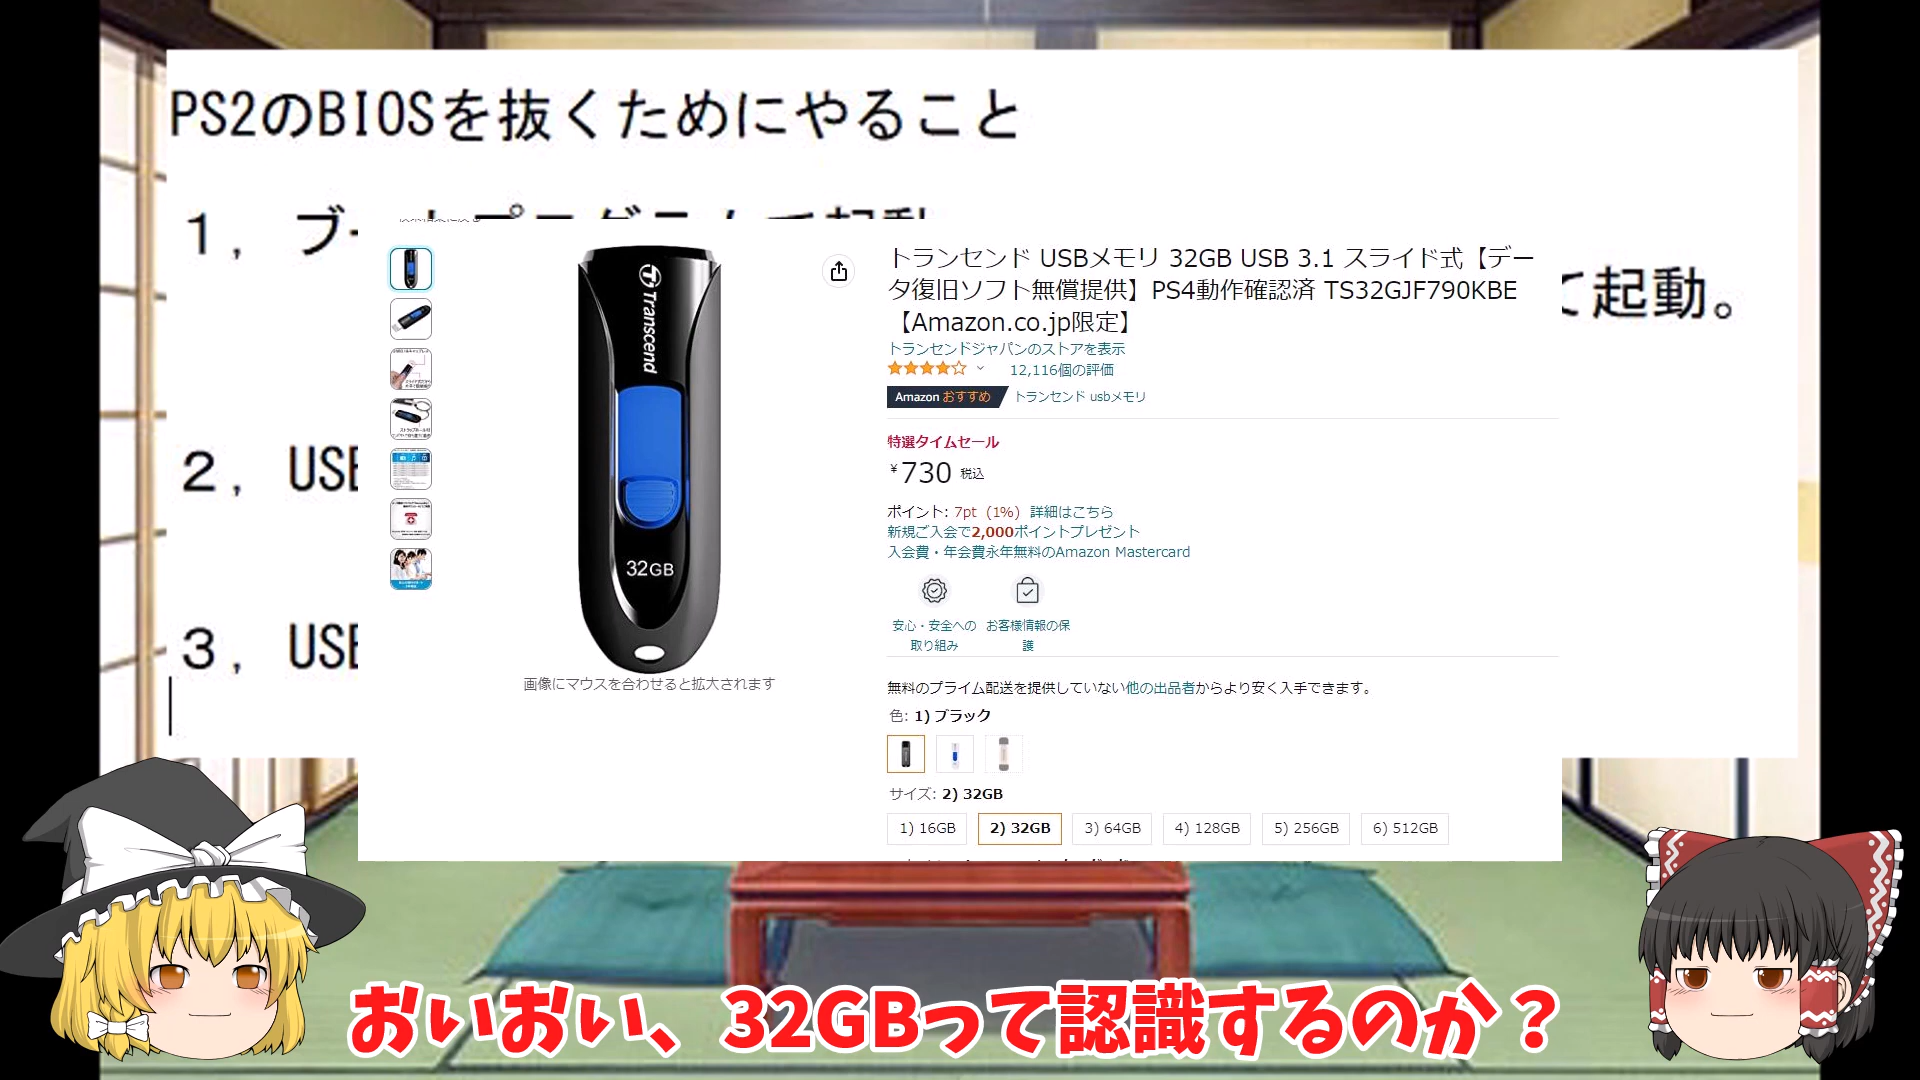 PS2のBIOSを抜くためにやること
1, ブートプログラムで起動
て起動。
2, USB
3, USB
Transcend
32GB
画像にマウスを合わせると拡大されます
トランセンド USBメモリ 32GB USB 3.1 スライド式【デー
タ復旧ソフト無償提供】PS4動作確認済 TS32GJF790KBE
【Amazon.co.jp限定】
トランセンドジャパンのストアを表示
12,116個の評価
Amazon おすすめ トランセンド usbメモリ
特選タイムセール
¥730 税込
ポイント: 7pt (1%) 詳細はこちら
新規ご入会で2,000ポイントプレゼント
入会費・年会費永年無料のAmazon Mastercard
安心・安全への
取り組み
お客様情報の保
護
無料のプライム配送を提供していない他の出品者からより安く入手できます。
色: 1) ブラック
サイズ: 2) 32GB
1) 16GB 2) 32GB 3) 64GB 4) 128GB 5) 256GB 6) 512GB
おいおい、32GBって認識するのか？